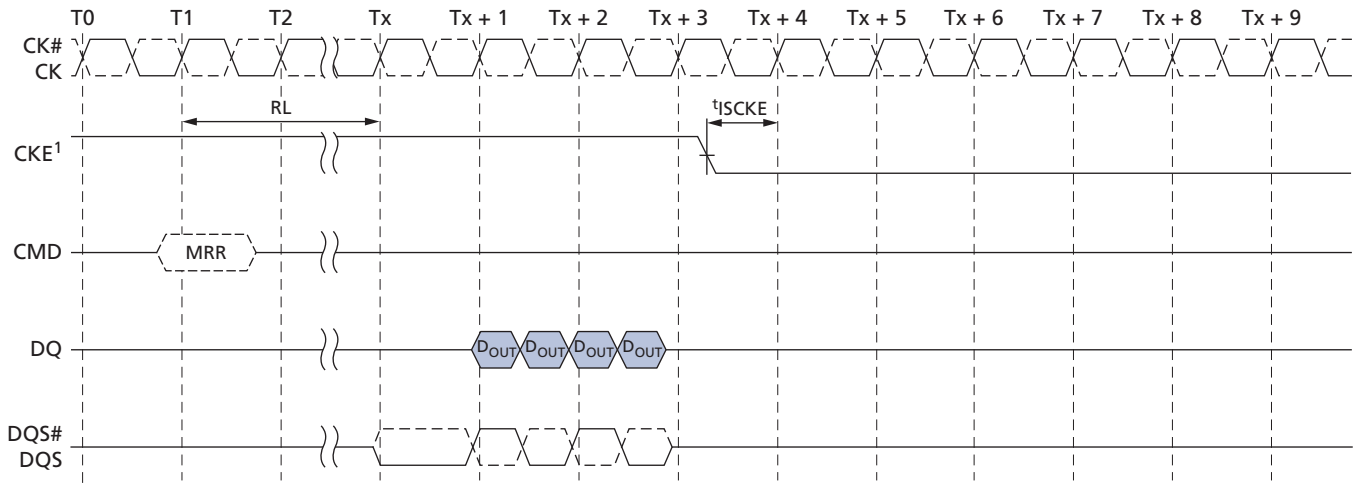 T0 T1 T2 Tx Tx + 1 Tx + 2 Tx + 3 Tx + 4 Tx + 5 Tx + 6 Tx + 7 Tx + 8 Tx + 9
CK#
CK
RL
tISCKE
CKE1
CMD
MRR
DQ
DOUT DOUT DOUT DOUT
DQS#
DQS